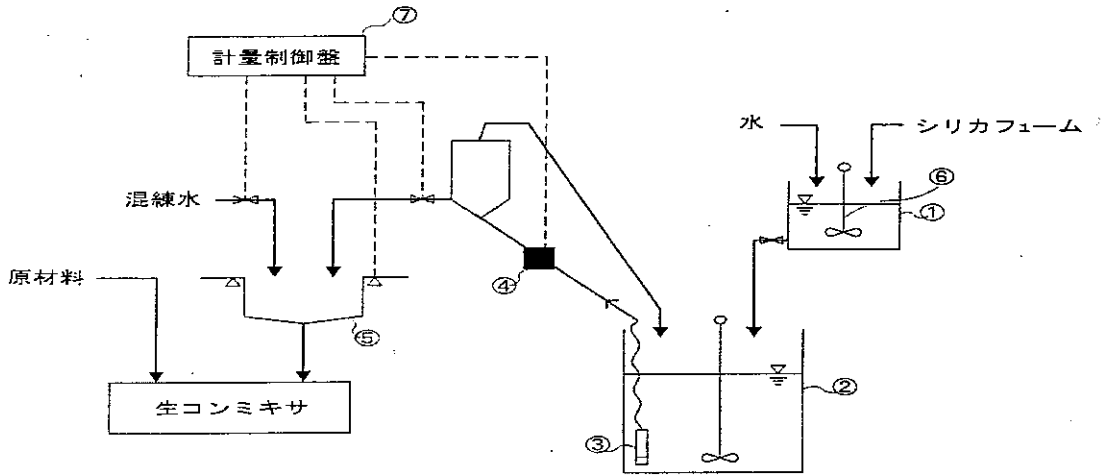 ⑦
計量制御盤
水
シリカフューム
⑥
①
混練水
④
原材料
⑤
②
生コンミキサ
③